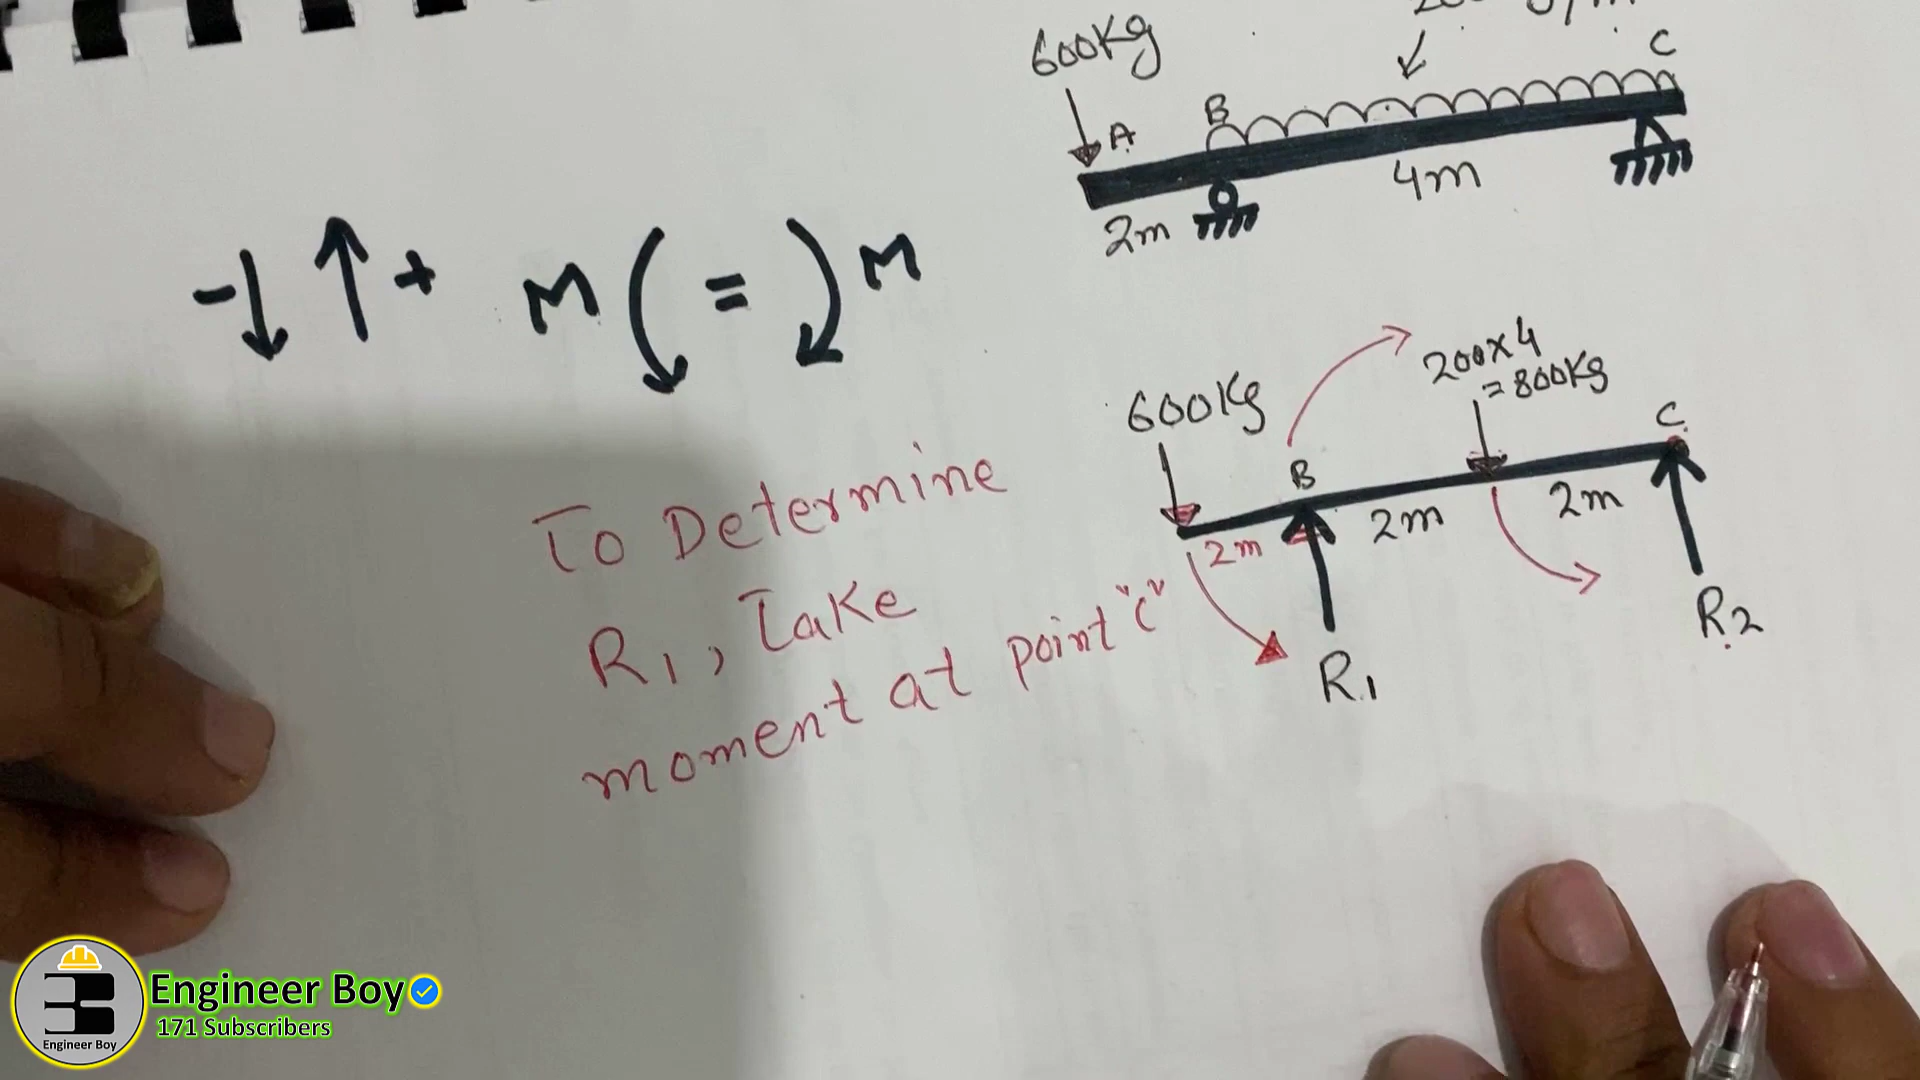 600Kg
C
A
B
4m
2m
- + M = M
200x4
= 800Kg
600Kg
C
B
2m 2m 2m
R1
R2
To Determine
R1, Take
moment at point "C"
Engineer Boy
171 Subscribers
Engineer Boy